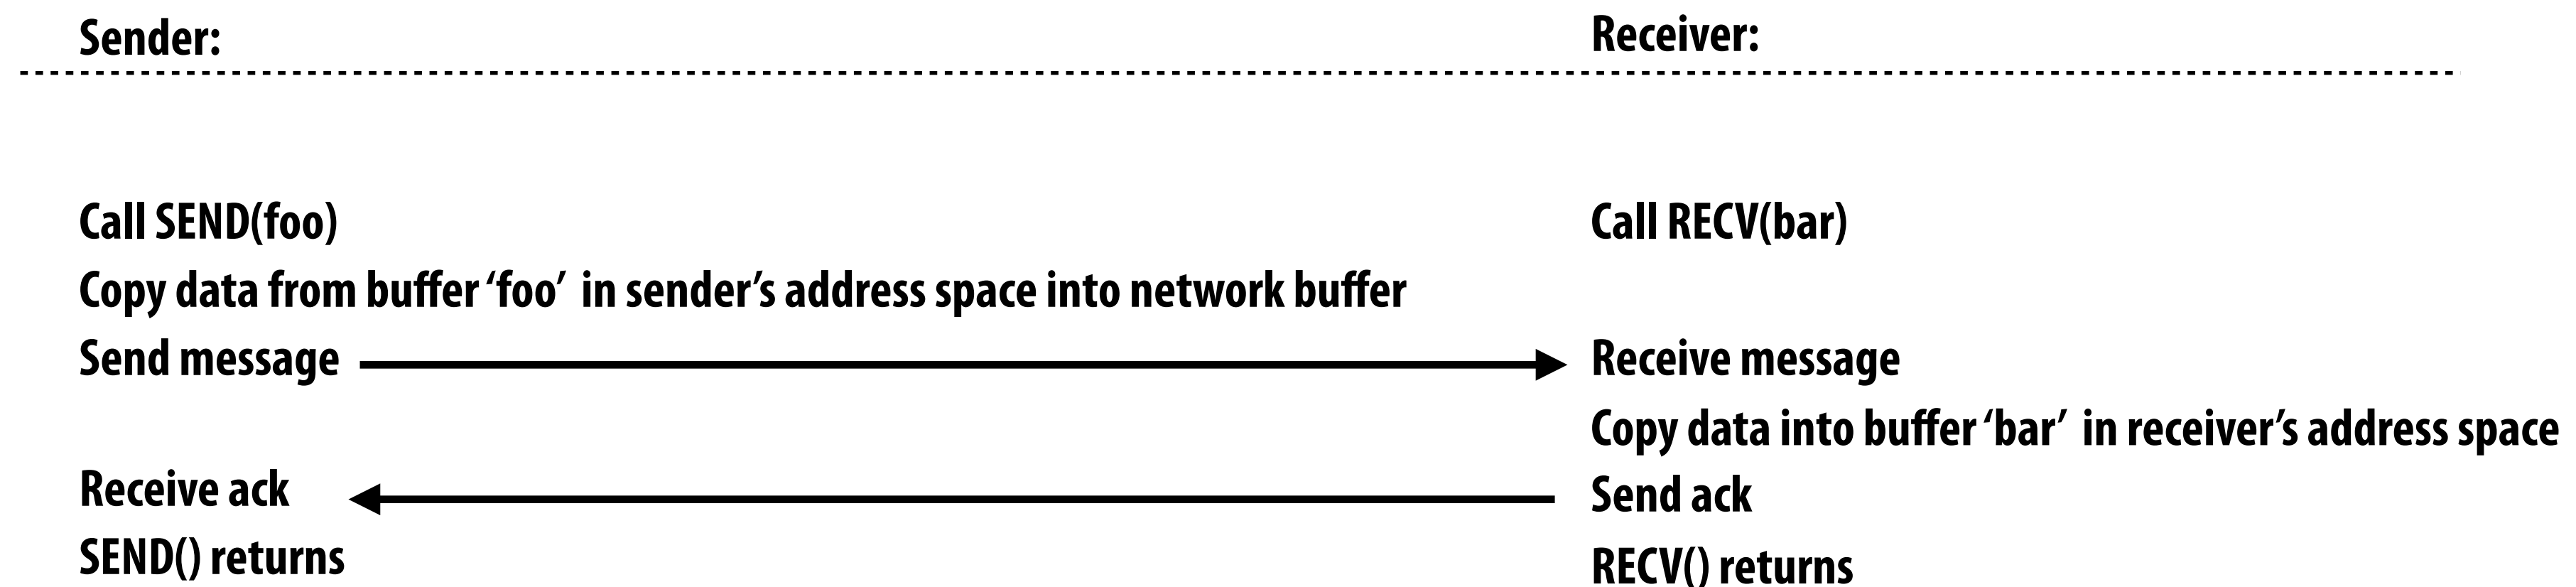 Sender:
Receiver:
Call SEND(foo)
Call RECV(bar)
Copy data from buffer ‘foo’ in sender’s address space into network buffer
Send message
Receive message
Copy data into buffer ‘bar’ in receiver’s address space
Receive ack
Send ack
SEND() returns
RECV() returns